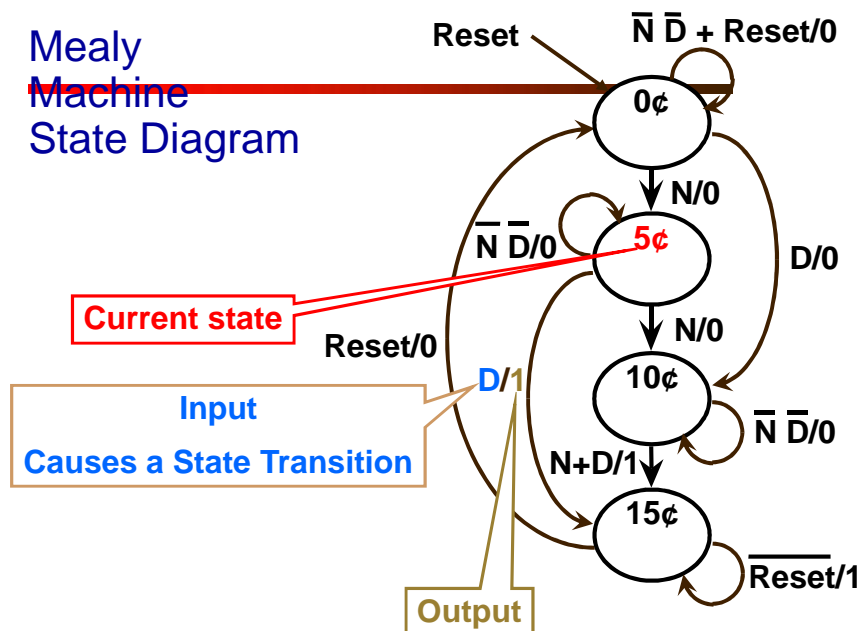 Mealy
Machine
State Diagram
Reset
N̅ D̅ + Reset/0
0¢
N/0
N̅ D̅/0
5¢
D/0
Current state
Reset/0
N/0
D/1
10¢
Input
Causes a State Transition
N̅ D̅/0
N+D/1
15¢
R̅e̅s̅e̅t̅/1
Output